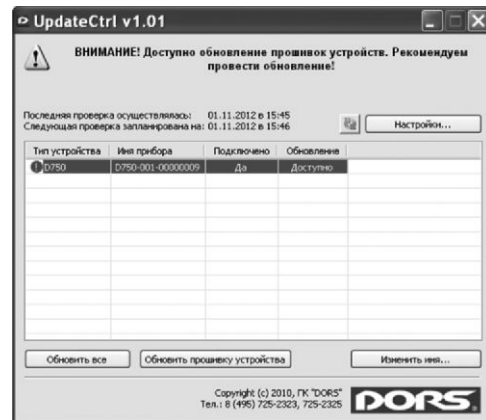 UpdateCtrl v1.01
ВНИМАНИЕ! Доступно обновление прошивок устройств. Рекомендуем
провести обновление!
Последняя проверка осуществлялась: 01.11.2012 в 15:45
Следующая проверка запланирована на: 01.11.2012 в 15:46
Настройки...
Тип устройства Имя прибора Подключено Обновление
D750 D750-001-00000009 Да Доступно
Обновить все Обновить прошивку устройства Изменить имя...
Copyright (c) 2010, ГК "DORS"
Тел.: 8 (495) 725-2323, 725-2325
DORS